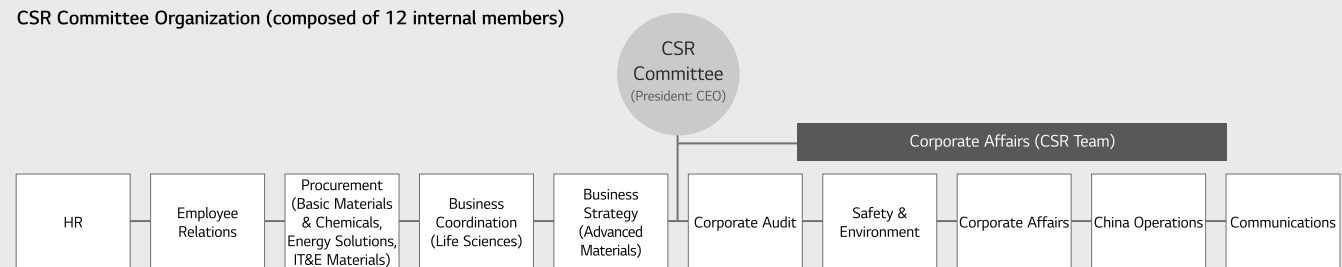 CSR Committee Organization (composed of 12 internal members)
CSR
Committee
(President: CEO)
Corporate Affairs (CSR Team)
HR
Employee
Relations
Procurement
(Basic Materials
& Chemicals,
Energy Solutions,
IT&E Materials)
Business
Coordination
(Life Sciences)
Business
Strategy
(Advanced
Materials)
Corporate Audit
Safety &
Environment
Corporate Affairs
China Operations
Communications